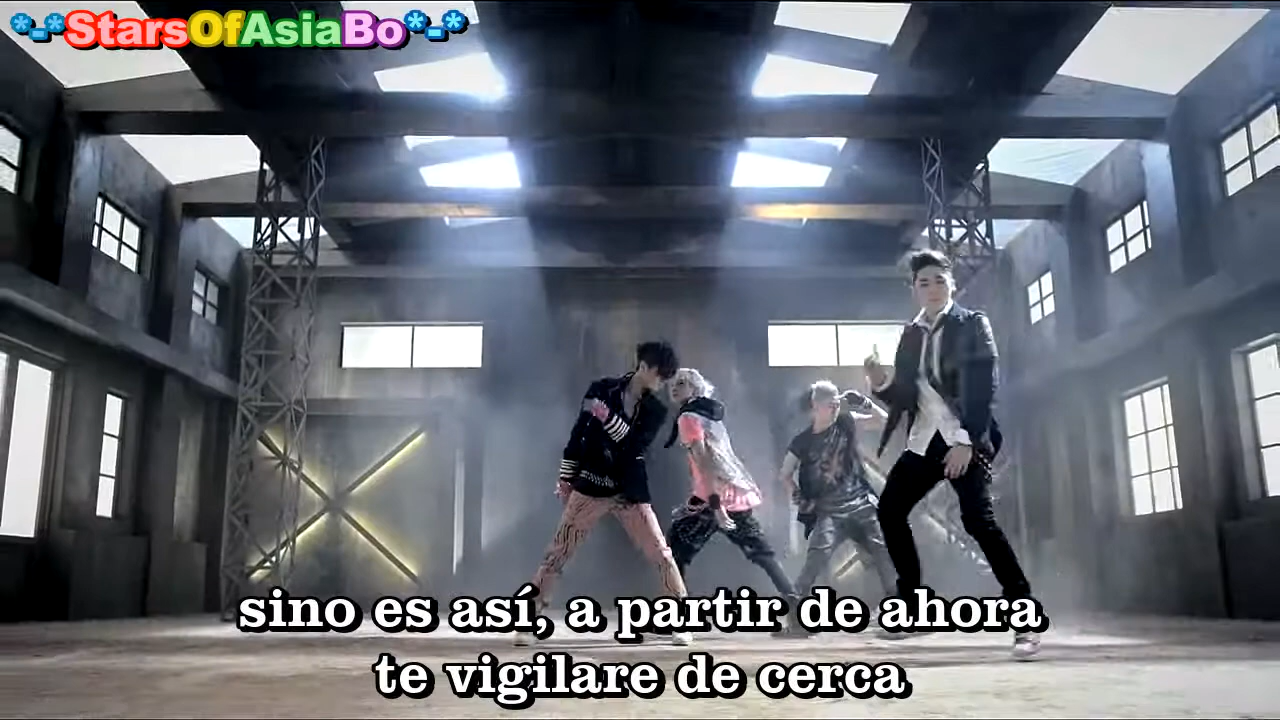 *-*StarsOfAsiaBo*-*
sino es así, a partir de ahora
te vigilare de cerca